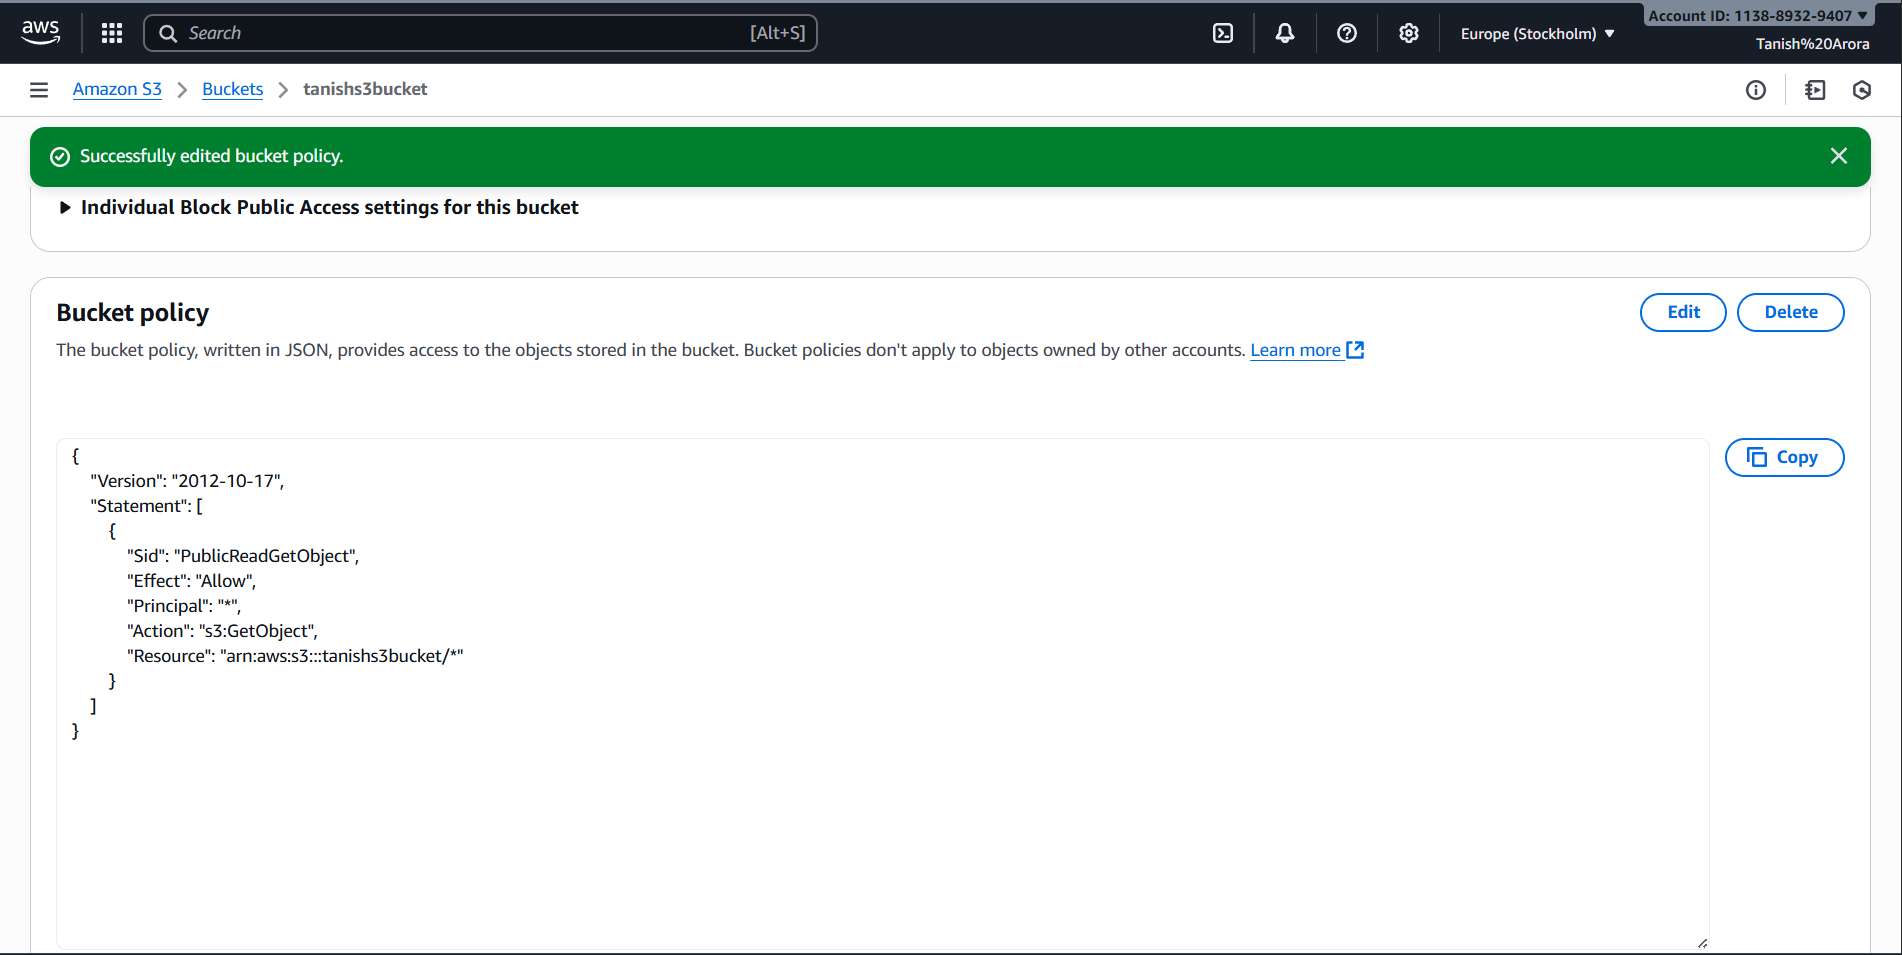 aws
Search
[Alt+S]
Europe (Stockholm)
Account ID: 1138-8932-9407
Tanish%20Arora
Amazon S3 > Buckets > tanishs3bucket
Successfully edited bucket policy.
Individual Block Public Access settings for this bucket
Bucket policy
Edit
Delete
The bucket policy, written in JSON, provides access to the objects stored in the bucket. Bucket policies don't apply to objects owned by other accounts. Learn more
Copy
{
"Version": "2012-10-17",
"Statement": [
{
"Sid": "PublicReadGetObject",
"Effect": "Allow",
"Principal": "*",
"Action": "s3:GetObject",
"Resource": "arn:aws:s3:::tanishs3bucket/*"
}
]
}